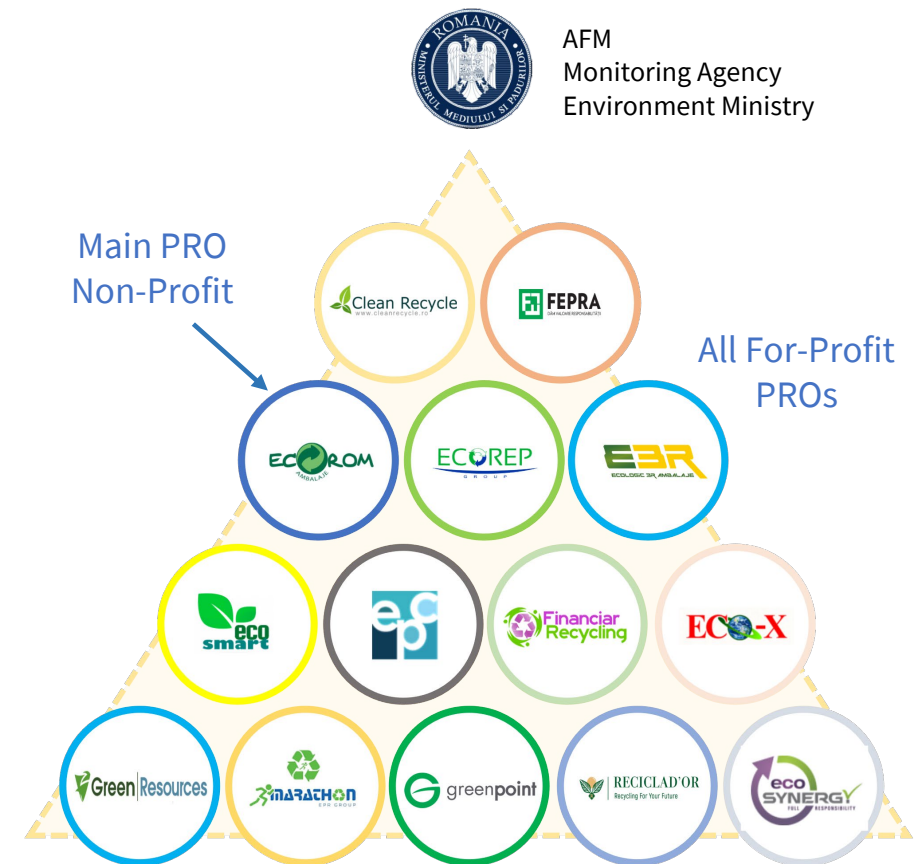 ROMANIA
MINISTERUL MEDIULUI SI PADURILOR
AFM
Monitoring Agency
Environment Ministry
Main PRO
Non-Profit
Clean Recycle
www.cleanrecycle.ro
FEPRA
All For-Profit
PROs
ECOROM
AMBALAJE
ECOREP
GROUP
E3R
ECOLOGIC 3R AMBALAJE
eco
smart
epc
Financiar
Recycling
ECO-X
Green|Resources
MARATHON
EPR GROUP
greenpoint
RECICLAD'OR
Recycling For Your Future
eco
SYNERGY
FULL RESPONSIBILITY